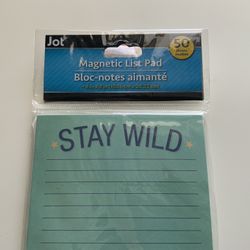 Jot
50
Magnetic List Pad
Bloc-notes aimanté
STAY WILD